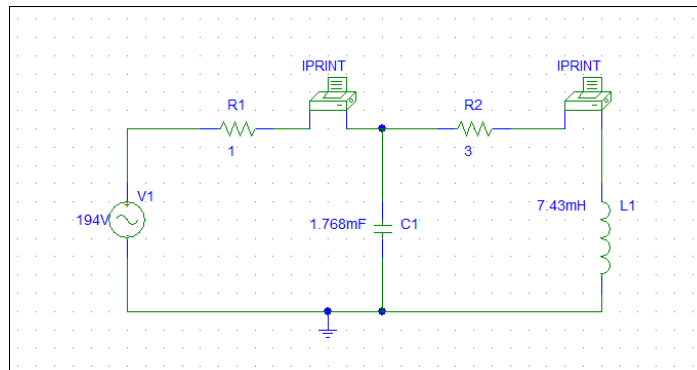 IPRINT
IPRINT
R1
R2
1
3
V1
194V
1.768mF
C1
7.43mH
L1